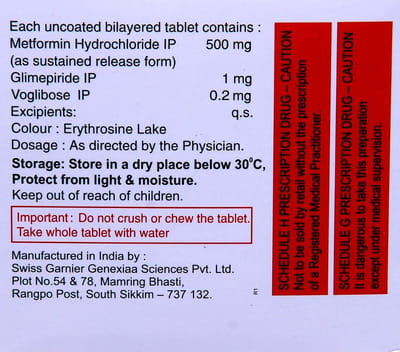 Each uncoated bilayered tablet contains :
Metformin Hydrochloride IP 500 mg
(as sustained release form)
Glimepiride IP 1 mg
Voglibose IP 0.2 mg
Excipients: q.s.
Colour : Erythrosine Lake
Dosage : As directed by the Physician.
Storage: Store in a dry place below 30°C,
Protect from light & moisture.
Keep out of reach of children.
Important : Do not crush or chew the tablet.
Take whole tablet with water
Manufactured in India by :
Swiss Garnier Genexiaa Sciences Pvt. Ltd.
Plot No.54 & 78, Mamring Bhasti,
Rangpo Post, South Sikkim – 737 132.
R1
SCHEDULE H PRESCRIPTION DRUG – CAUTION
Not to be sold by retail without the prescription
of a Registered Medical Practitioner.
SCHEDULE G PRESCRIPTION DRUG – CAUTION
It is dangerous to take this preparation
except under medical supervision.